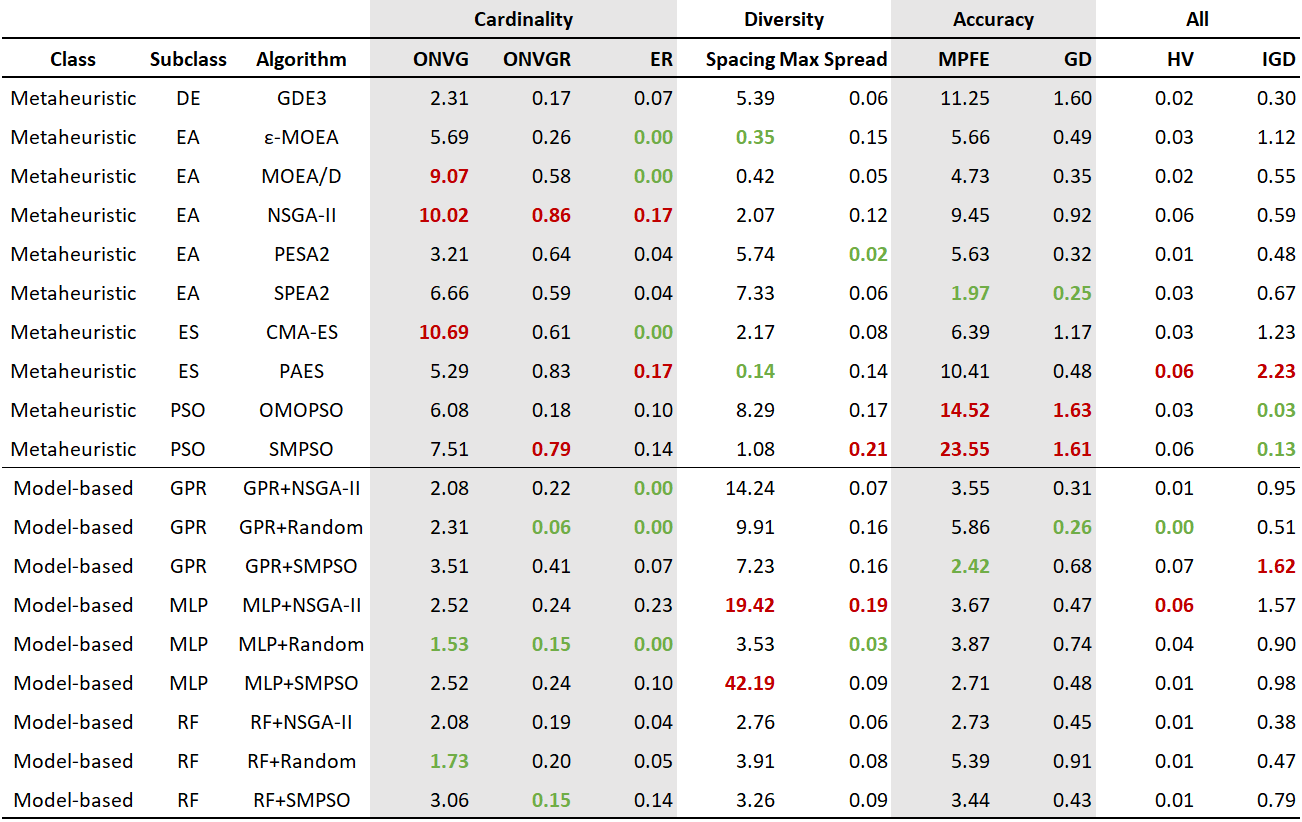 Cardinality Diversity Accuracy All
Class Subclass Algorithm ONVG ONVGR ER Spacing Max Spread MPFE GD HV IGD
Metaheuristic DE GDE3 2.31 0.17 0.07 5.39 0.06 11.25 1.60 0.02 0.30
Metaheuristic EA ε-MOEA 5.69 0.26 0.00 0.35 0.15 5.66 0.49 0.03 1.12
Metaheuristic EA MOEA/D 9.07 0.58 0.00 0.42 0.05 4.73 0.35 0.02 0.55
Metaheuristic EA NSGA-II 10.02 0.86 0.17 2.07 0.12 9.45 0.92 0.06 0.59
Metaheuristic EA PESA2 3.21 0.64 0.04 5.74 0.02 5.63 0.32 0.01 0.48
Metaheuristic EA SPEA2 6.66 0.59 0.04 7.33 0.06 1.97 0.25 0.03 0.67
Metaheuristic ES CMA-ES 10.69 0.61 0.00 2.17 0.08 6.39 1.17 0.03 1.23
Metaheuristic ES PAES 5.29 0.83 0.17 0.14 0.14 10.41 0.48 0.06 2.23
Metaheuristic PSO OMOPSO 6.08 0.18 0.10 8.29 0.17 14.52 1.63 0.03 0.03
Metaheuristic PSO SMPSO 7.51 0.79 0.14 1.08 0.21 23.55 1.61 0.06 0.13
Model-based GPR GPR+NSGA-II 2.08 0.22 0.00 14.24 0.07 3.55 0.31 0.01 0.95
Model-based GPR GPR+Random 2.31 0.06 0.00 9.91 0.16 5.86 0.26 0.00 0.51
Model-based GPR GPR+SMPSO 3.51 0.41 0.07 7.23 0.16 2.42 0.68 0.07 1.62
Model-based MLP MLP+NSGA-II 2.52 0.24 0.23 19.42 0.19 3.67 0.47 0.06 1.57
Model-based MLP MLP+Random 1.53 0.15 0.00 3.53 0.03 3.87 0.74 0.04 0.90
Model-based MLP MLP+SMPSO 2.52 0.24 0.10 42.19 0.09 2.71 0.48 0.01 0.98
Model-based RF RF+NSGA-II 2.08 0.19 0.04 2.76 0.06 2.73 0.45 0.01 0.38
Model-based RF RF+Random 1.73 0.20 0.05 3.91 0.08 5.39 0.91 0.01 0.47
Model-based RF RF+SMPSO 3.06 0.15 0.14 3.26 0.09 3.44 0.43 0.01 0.79